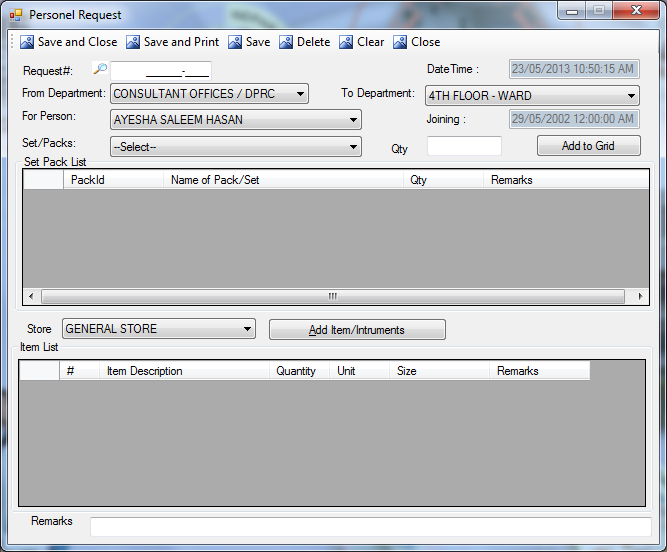 Personel Request
Save and Close Save and Print Save Delete Clear Close
Request#: ______-____ DateTime : 23/05/2013 10:50:15 AM
From Department: CONSULTANT OFFICES / DPRC To Department: 4TH FLOOR - WARD
For Person: AYESHA SALEEM HASAN Joining : 29/05/2002 12:00:00 AM
Set/Packs: --Select-- Qty Add to Grid
Set Pack List
PackId Name of Pack/Set Qty Remarks
Store GENERAL STORE Add Item/Intruments
Item List
# Item Description Quantity Unit Size Remarks
Remarks